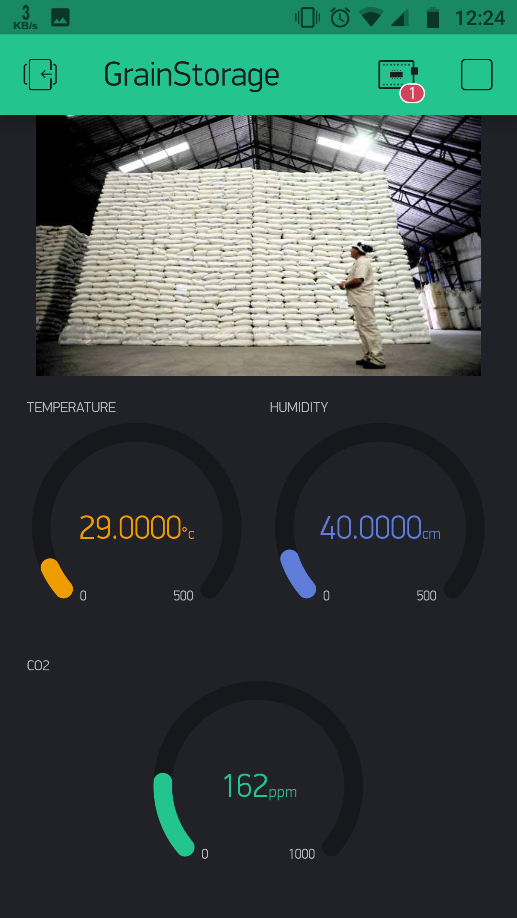 3
KB/s
12:24
GrainStorage
1
TEMPERATURE
HUMIDITY
29.0000°c
40.0000cm
0
500
0
500
CO2
162ppm
0
1000